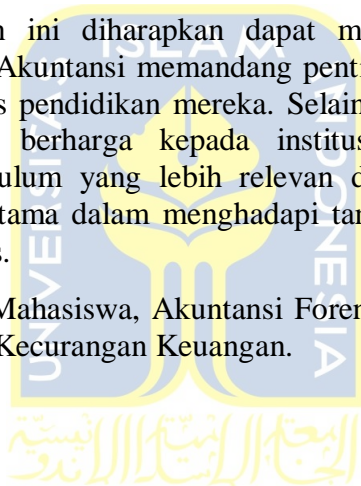 ISLAM
n ini diharapkan dapat m
Akuntansi memandang penti
s pendidikan mereka. Selain
berharga kepada institus
ulum yang lebih relevan d
tama dalam menghadapi tan
s.
Mahasiswa, Akuntansi Foren
Kecurangan Keuangan.